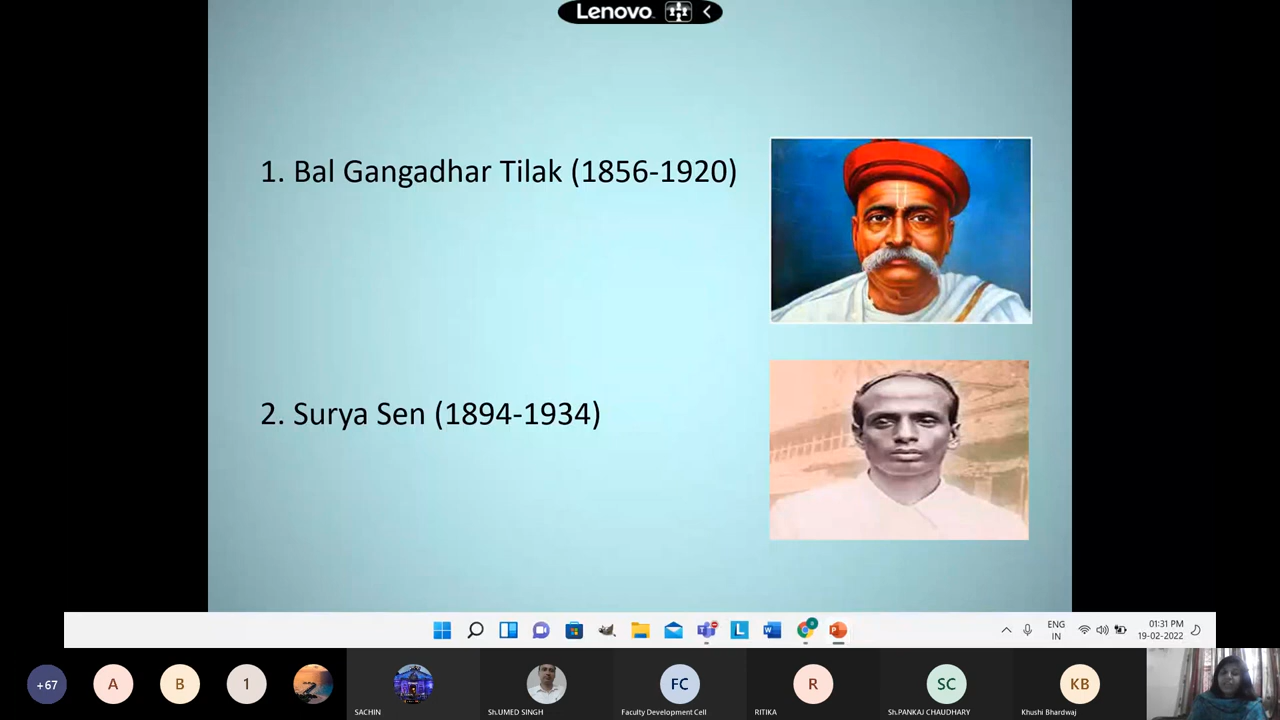 Lenovo
1. Bal Gangadhar Tilak (1856-1920)
2. Surya Sen (1894-1934)
ENG
IN
01:31 PM
19-02-2022
+67
A
B
1
FC
R
SC
KB
SACHIN
Sh.UMED SINGH
Faculty Development Cell
RITIKA
Sh.PANKAJ CHAUDHARY
Khushi Bhardwaj